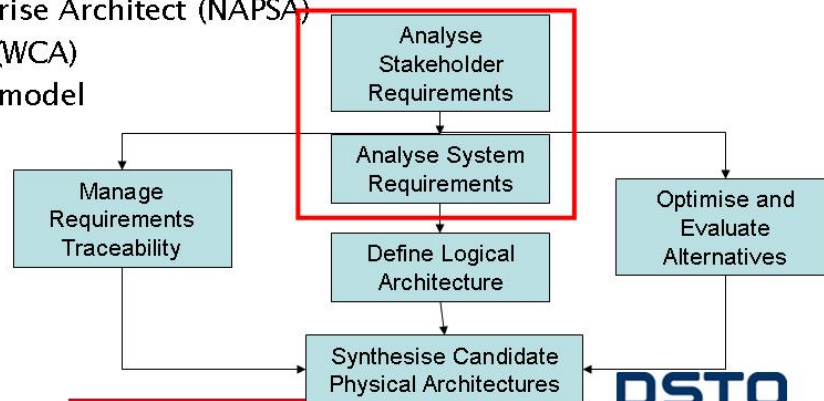 rise Architect (NAPSA)
(WCA)
model
Analyse
Stakeholder
Requirements
Analyse System
Requirements
Manage
Requirements
Traceability
Optimise and
Evaluate
Alternatives
Define Logical
Architecture
Synthesise Candidate
Physical Architectures
DSTO